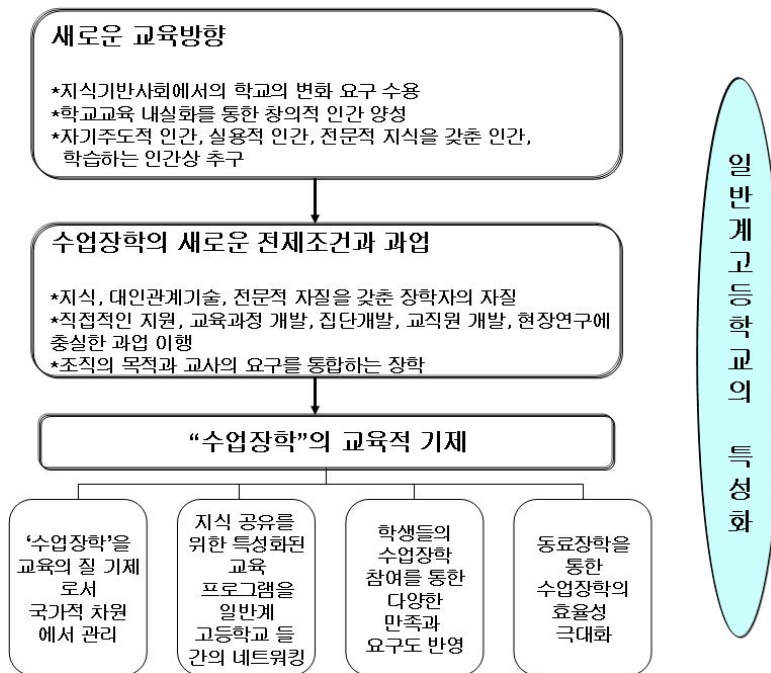 새로운 교육방향
*지식기반사회에서의 학교의 변화 요구 수용
*학교교육 내실화를 통한 창의적 인간 양성
*자기주도적 인간, 실용적 인간, 전문적 지식을 갖춘 인간,
학습하는 인간상 추구
수업장학의 새로운 전제조건과 과업
*지식, 대인관계기술, 전문적 자질을 갖춘 장학자의 자질
*직접적인 지원, 교육과정 개발, 집단개발, 교직원 개발, 현장연구에
충실한 과업 이행
*조직의 목적과 교사의 요구를 통합하는 장학
“수업장학”의 교육적 기제
‘수업장학’을
교육의 질 기제
로서
국가적 차원
에서 관리
지식 공유를
위한 특성화된
교육
프로그램을
일반계
고등학교 들
간의 네트워킹
학생들의
수업장학
참여를 통한
다양한
만족과
요구도 반영
동료장학을
통한
수업장학의
효율성
극대화
일반계고등학교의 특성화